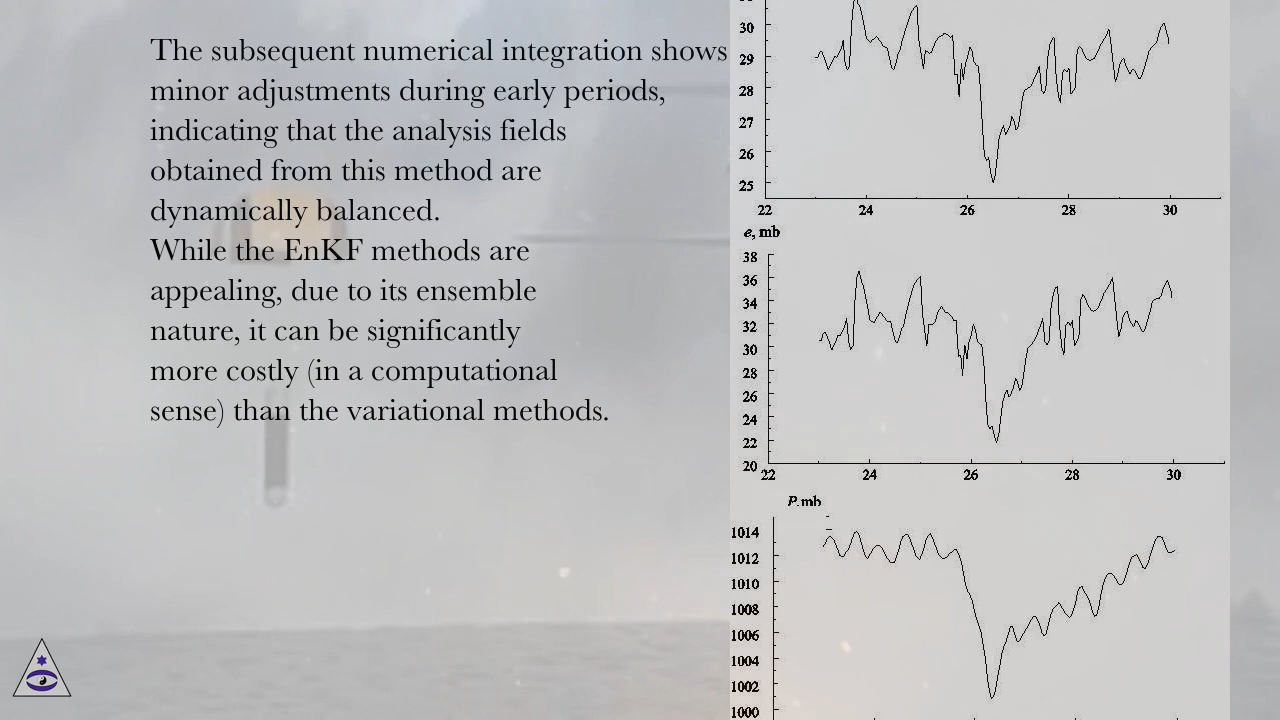 The subsequent numerical integration shows
minor adjustments during early periods,
indicating that the analysis fields
obtained from this method are
dynamically balanced.
While the EnKF methods are
appealing, due to its ensemble
nature, it can be significantly
more costly (in a computational
sense) than the variational methods.
30
29
28
27
26
25
22 24 26 28 30
e, mb
38
36
34
32
30
28
26
24
22
20
22 24 26 28 30
P.mb
1014
1012
1010
1008
1006
1004
1002
1000